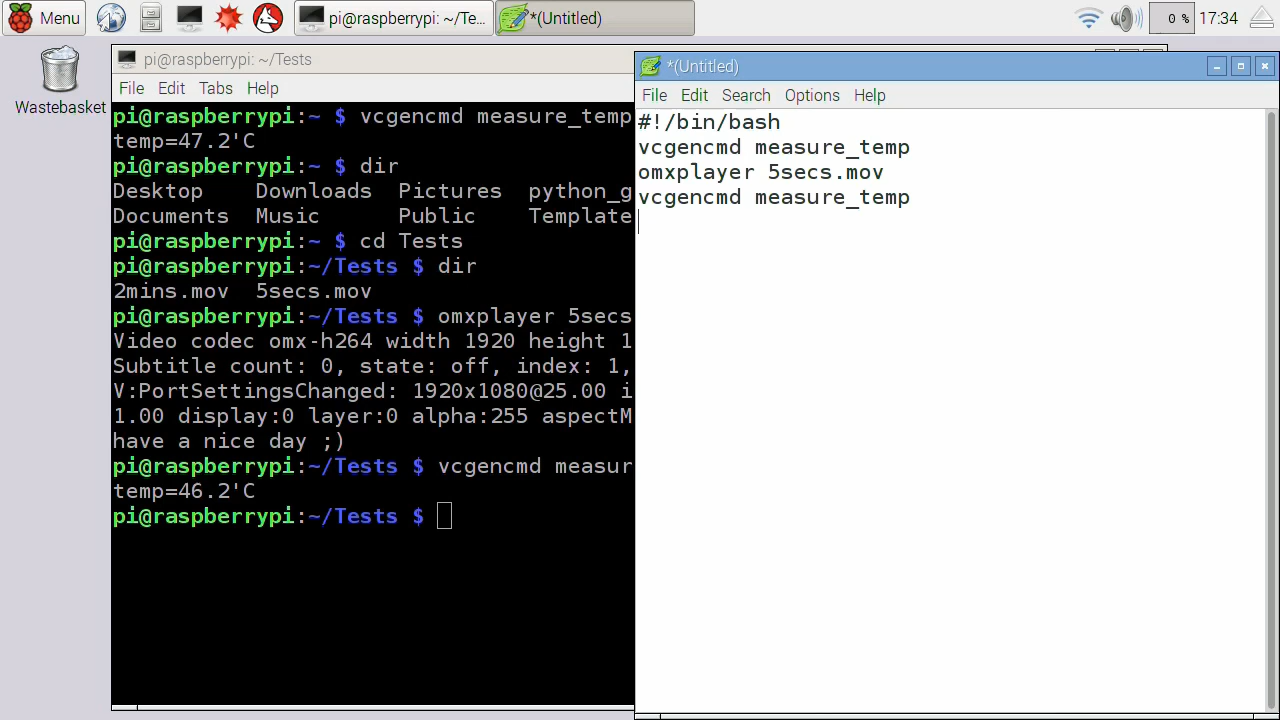 Menu
pi@raspberrypi: ~/Te...
*(Untitled)
0 %
17:34
Wastebasket
pi@raspberrypi: ~/Tests
File Edit Tabs Help
pi@raspberrypi:~ $ vcgencmd measure_temp
temp=47.2'C
pi@raspberrypi:~ $ dir
Desktop Downloads Pictures python_g
Documents Music Public Template
pi@raspberrypi:~ $ cd Tests
pi@raspberrypi:~/Tests $ dir
2mins.mov 5secs.mov
pi@raspberrypi:~/Tests $ omxplayer 5secs
Video codec omx-h264 width 1920 height 1
Subtitle count: 0, state: off, index: 1,
V:PortSettingsChanged: 1920x1080@25.00 i
1.00 display:0 layer:0 alpha:255 aspectM
have a nice day ;)
pi@raspberrypi:~/Tests $ vcgencmd measur
temp=46.2'C
pi@raspberrypi:~/Tests $
*(Untitled)
File Edit Search Options Help
#!/bin/bash
vcgencmd measure_temp
omxplayer 5secs.mov
vcgencmd measure_temp